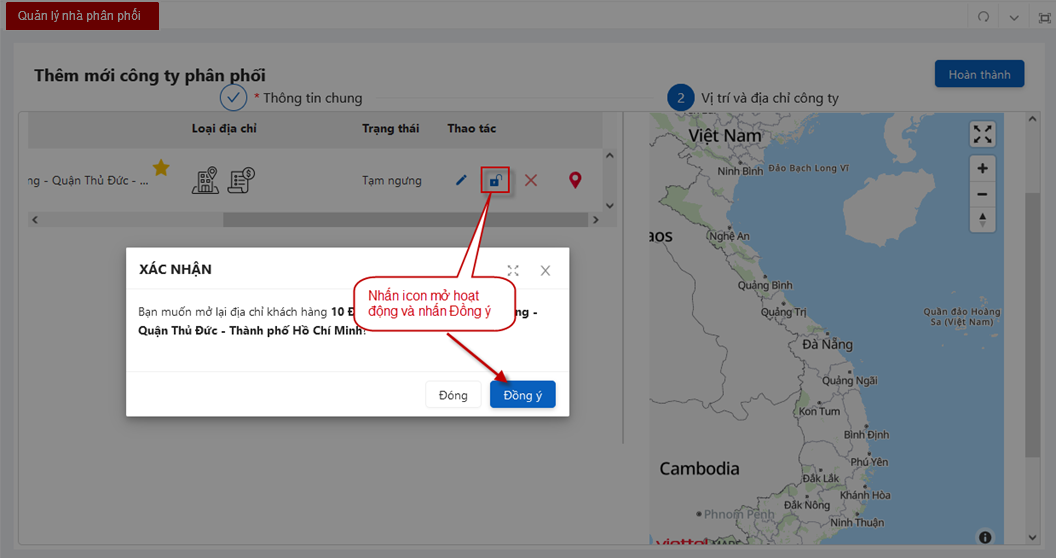 Quản lý nhà phân phối
Thêm mới công ty phân phối
Hoàn thành
* Thông tin chung
2 Vị trí và địa chỉ công ty
Loại địa chỉ Trạng thái Thao tác
ng - Quận Thủ Đức - ... Tạm ngưng
XÁC NHẬN
Bạn muốn mở lại địa chỉ khách hàng 10 ng -
Quận Thủ Đức - Thành phố Hồ Chí Minh?
Đóng Đồng ý
Nhấn icon mở hoạt
động và nhấn Đồng ý
Việt Nam
Ninh Bình
Đảo Bạch Long Vĩ
aos
Nghệ An
Quảng Bình
Quảng Trị
Quần đảo Hoàng
Sa (Việt Nam)
Đà Nẵng
Quảng Ngãi
Kon Tum
Bình Định
Phú Yên
Cambodia
Đắk Lắk
Khánh Hòa
Đắk Nông
Phnom Penh
Ninh Thuận